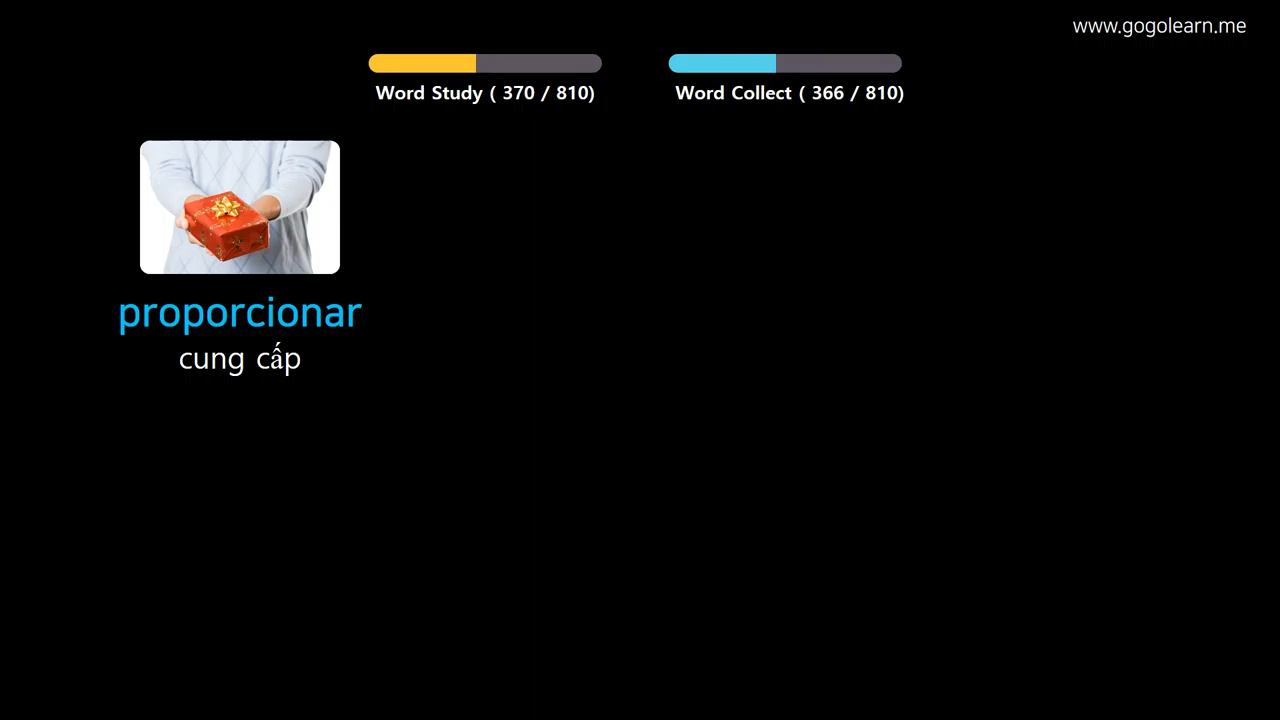 www.gogolearn.me
Word Study ( 370 / 810)
Word Collect ( 366 / 810)
proporcionar
cung cấp